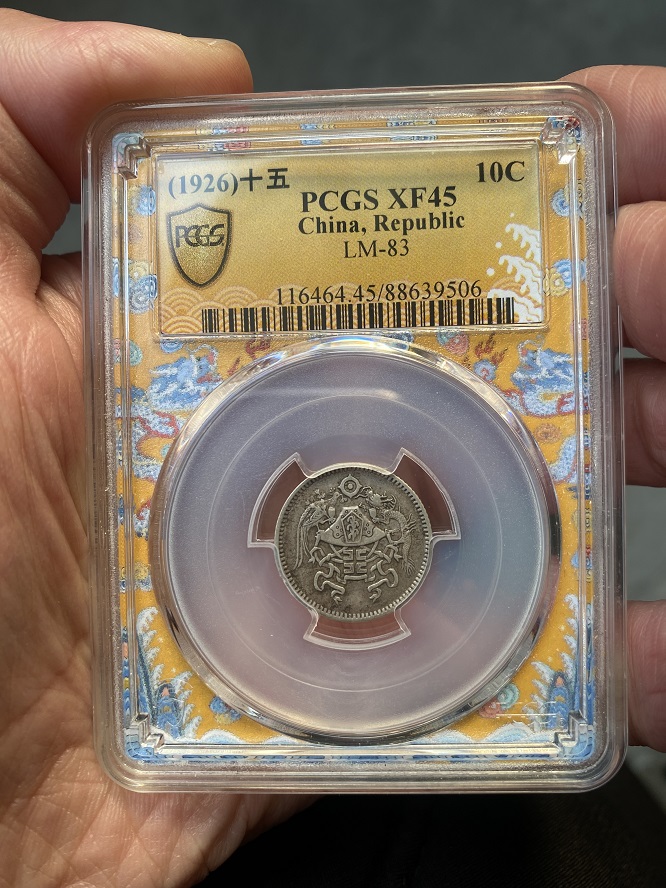 (1926)十五 10C
PCGS XF45
China, Republic
LM-83
PCGS
116464.45/88639506